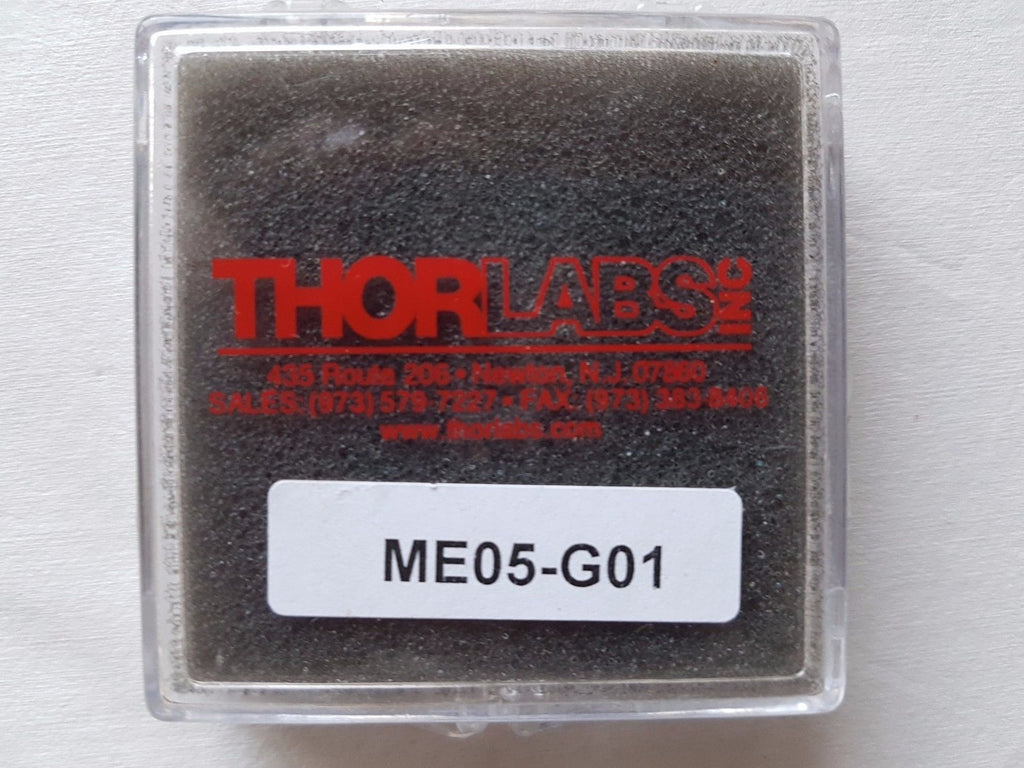 THORLABS INC
435 Route 206 • Newton, N.J. 07860
SALES: (973) 579-7227 • FAX: (973) 383-8406
www.thorlabs.com
ME05-G01